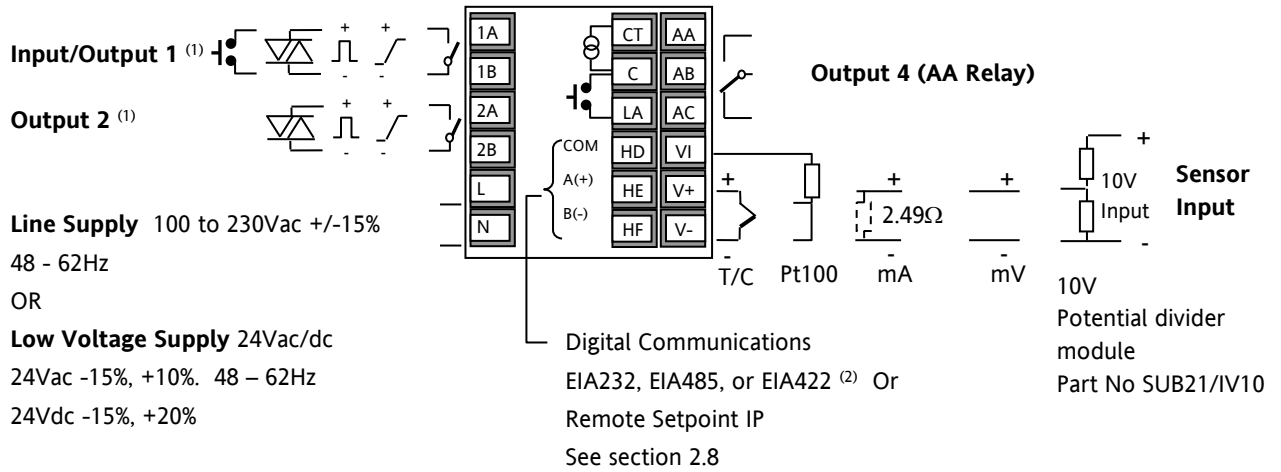 Input/Output 1 (1)
+ +
- -
Output 2 (1)
+ +
- -
Line Supply 100 to 230Vac +/-15%
48 - 62Hz
OR
Low Voltage Supply 24Vac/dc
24Vac -15%, +10%. 48 – 62Hz
24Vdc -15%, +20%
1A
1B
2A
2B
L
N
COM
A(+)
B(-)
CT AA
C AB
LA AC
HD VI
HE V+
HF V-
Output 4 (AA Relay)
+
-
T/C
Pt100
+
2.49Ω
-
mA
+
-
mV
+
10V
Input
-
Sensor
Input
10V
Potential divider
module
Part No SUB21/IV10
Digital Communications
EIA232, EIA485, or EIA422 (2) Or
Remote Setpoint IP
See section 2.8